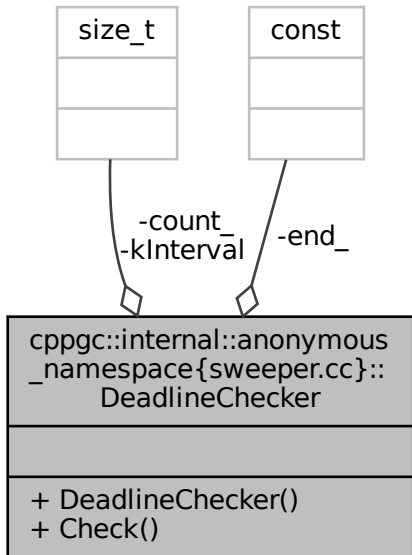 size_t
const
-count_
-kInterval
-end_
cppgc::internal::anonymous
_namespace{sweeper.cc}::
DeadlineChecker
+ DeadlineChecker()
+ Check()